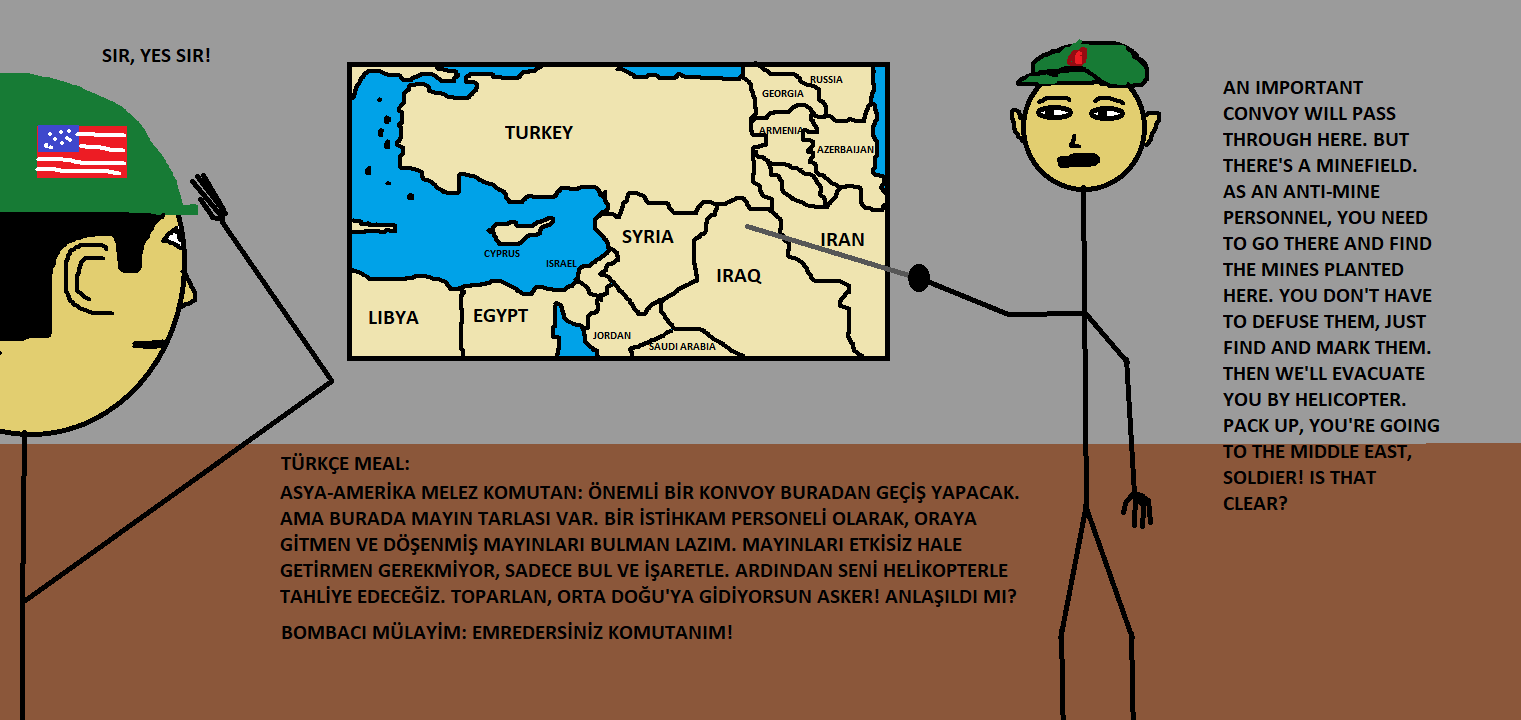 SIR, YES SIR!
RUSSIA
GEORGIA
TURKEY
ARMENIA
AZERBAIJAN
SYRIA
IRAN
CYPRUS
ISRAEL
IRAQ
LIBYA
EGYPT
JORDAN
SAUDI ARABIA
AN IMPORTANT
CONVOY WILL PASS
THROUGH HERE. BUT
THERE'S A MINEFIELD.
AS AN ANTI-MINE
PERSONNEL, YOU NEED
TO GO THERE AND FIND
THE MINES PLANTED
HERE. YOU DON'T HAVE
TO DEFUSE THEM, JUST
FIND AND MARK THEM.
THEN WE'LL EVACUATE
YOU BY HELICOPTER.
PACK UP, YOU'RE GOING
TO THE MIDDLE EAST,
SOLDIER! IS THAT
CLEAR?
TÜRKÇE MEAL:
ASYA-AMERİKA MELEZ KOMUTAN: ÖNEMLİ BİR KONVOY BURADAN GEÇİŞ YAPACAK.
AMA BURADA MAYIN TARLASI VAR. BİR İSTİHKAM PERSONELİ OLARAK, ORAYA
GİTMEN VE DÖŞENMİŞ MAYINLARI BULMAN LAZIM. MAYINLARI ETKİSİZ HALE
GETİRMEN GEREKMİYOR, SADECE BUL VE İŞARETLE. ARDINDAN SENİ HELİKOPTERLE
TAHLİYE EDECEĞİZ. TOPARLAN, ORTA DOĞU'YA GİDİYORSUN ASKER! ANLAŞILDI MI?
BOMBACI MÜLAYİM: EMREDERSİNİZ KOMUTANIM!